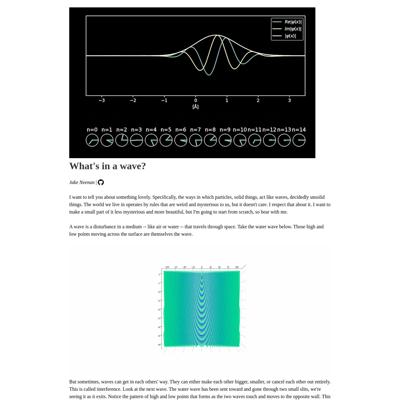 Re|ψ(x)|
Im|ψ(x)|
|ψ(x)|
−3 −2 −1 0 1 2 3
[Å]
n=0 n=1 n=2 n=3 n=4 n=5 n=6 n=7 n=8 n=9 n=10 n=11 n=12 n=13 n=14
What's in a wave?
Jake Neenan |
I want to tell you about something lovely. Specifically, the ways in which particles, solid things, act like waves, decidedly unsolid
things. The world we live in operates by rules that are weird and mysterious to us, but it doesn't care. I respect that about it. I want to
make a small part of it less mysterious and more beautiful, but I'm going to start from scratch, so bear with me.
A wave is a disturbance in a medium -- like air or water -- that travels through space. Take the water wave below. Those high and
low points moving across the surface are themselves the wave.
But sometimes, waves can get in each others' way. They can either make each other bigger, smaller, or cancel each other out entirely.
This is called interference. Look at the next wave. The water wave has been sent toward and gone through two small slits, we're
seeing it as it exits. Notice the pattern of high and low points that forms as the two waves touch and moves to the opposite wall. This